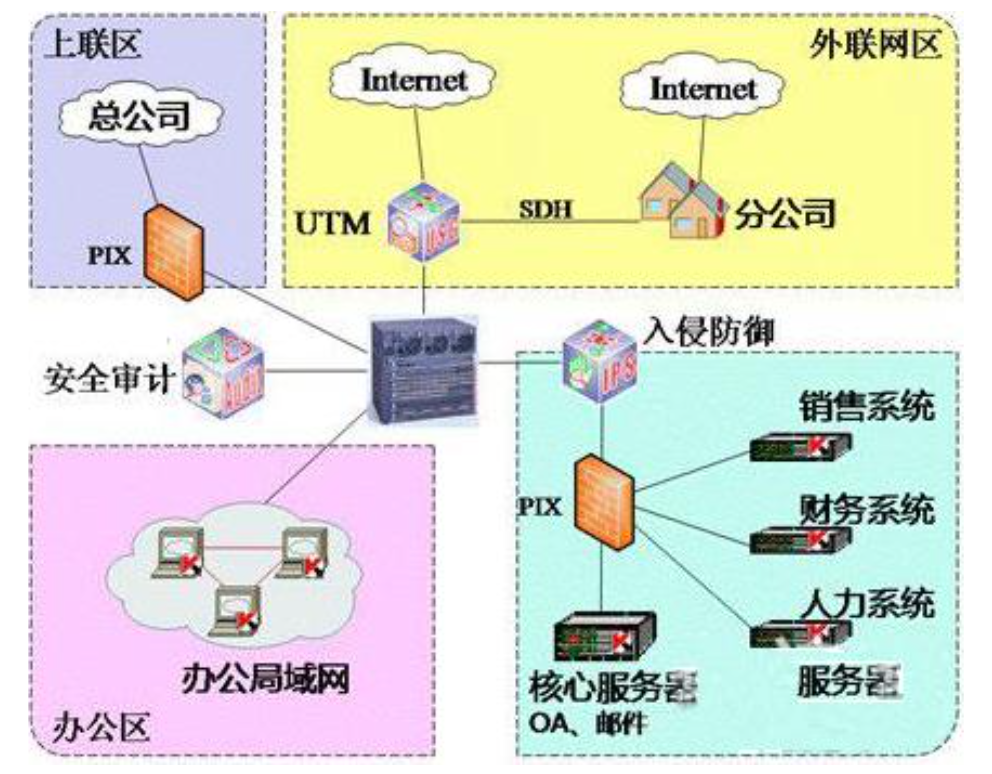 上联区
外联网区
总公司
Internet
Internet
UTM
USG
SDH
分公司
PIX
安全审计
AUDI
入侵防御
IPS
销售系统
PIX
财务系统
人力系统
办公局域网
核心服务器
OA、邮件
服务器
办公区